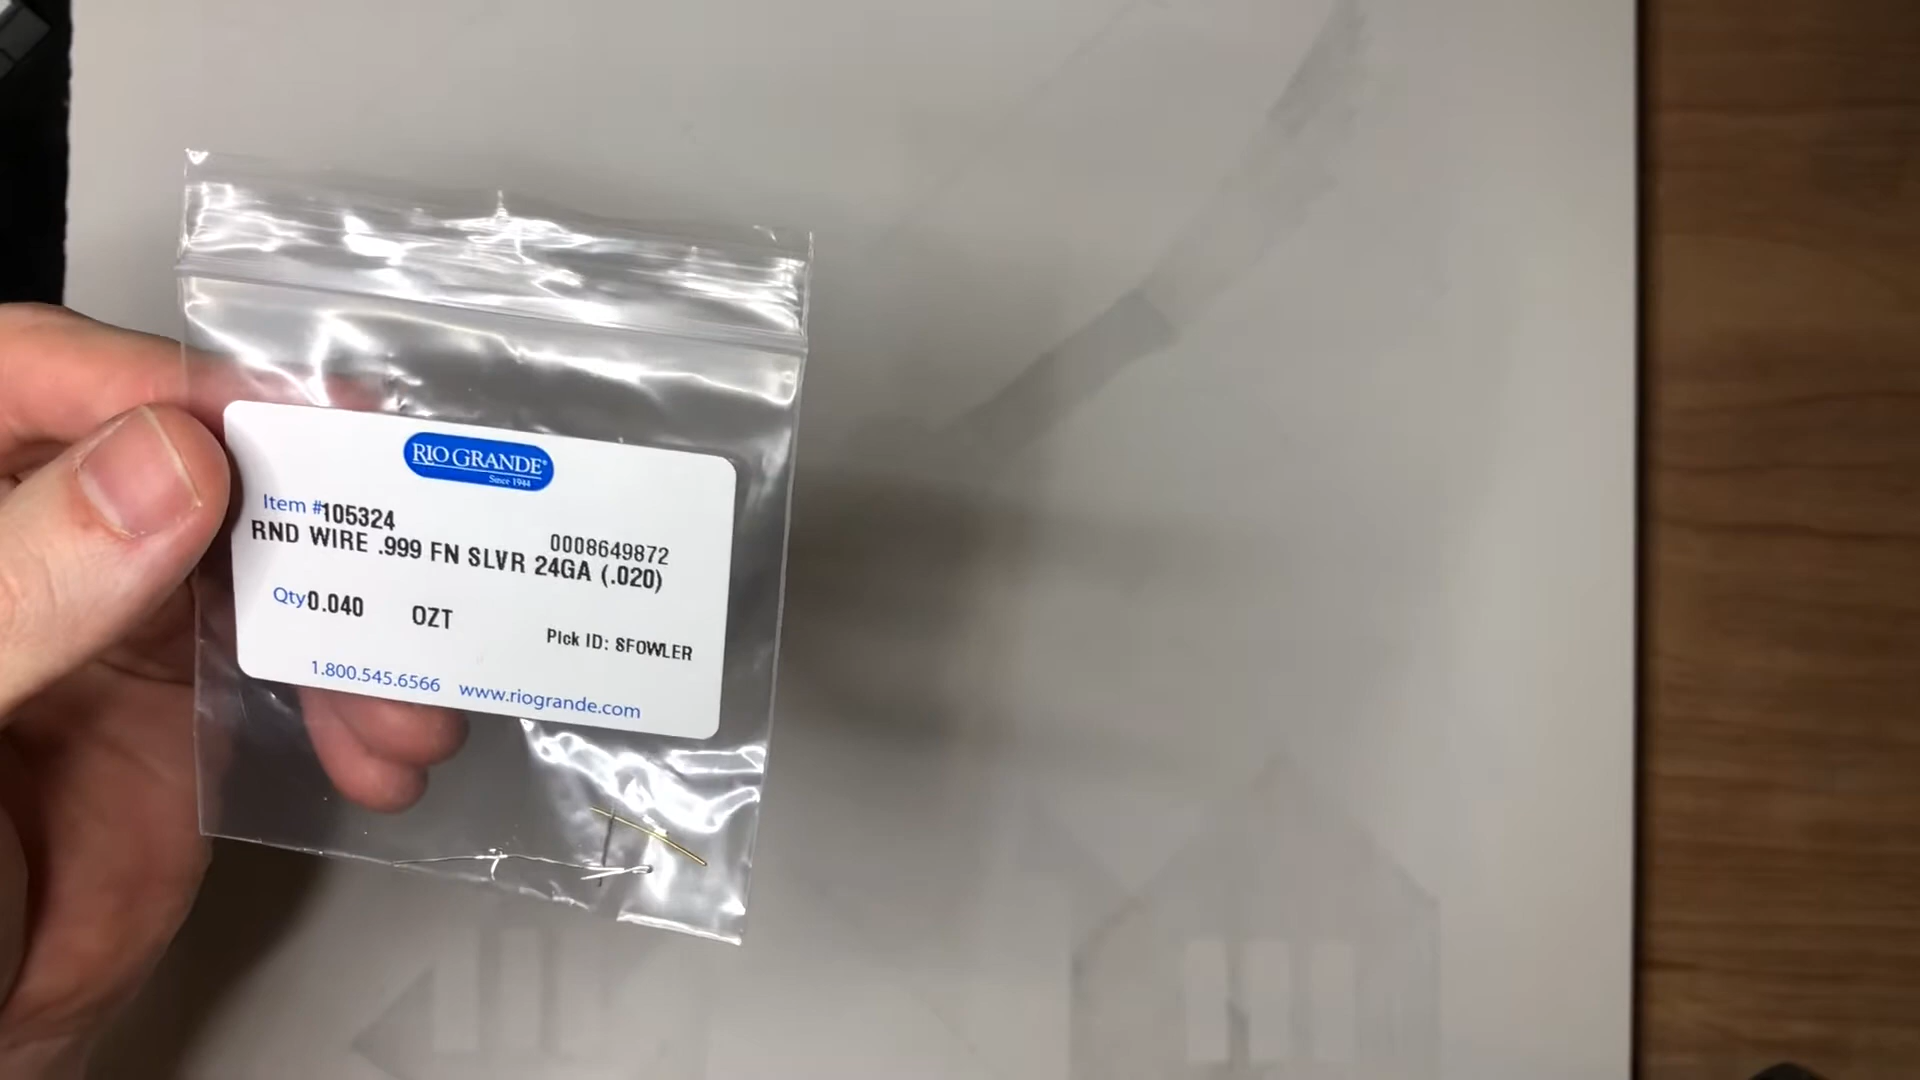 RIO GRANDE®
Since 1944
Item #105324
0008649872
RND WIRE .999 FN SLVR 24GA (.020)
Qty 0.040 OZT
Pick ID: SFOWLER
1.800.545.6566 www.riogrande.com